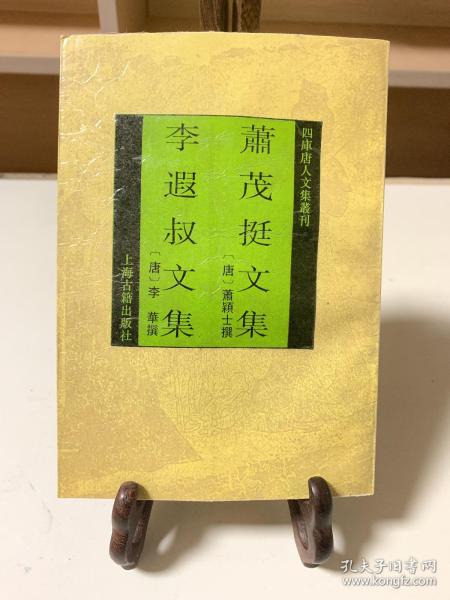 四庫唐人文集叢刊
蕭茂挺文集
〔唐〕蕭穎士撰
李遐叔文集
〔唐〕李華撰
上海古籍出版社
孔夫子旧书网
www.kongfz.com